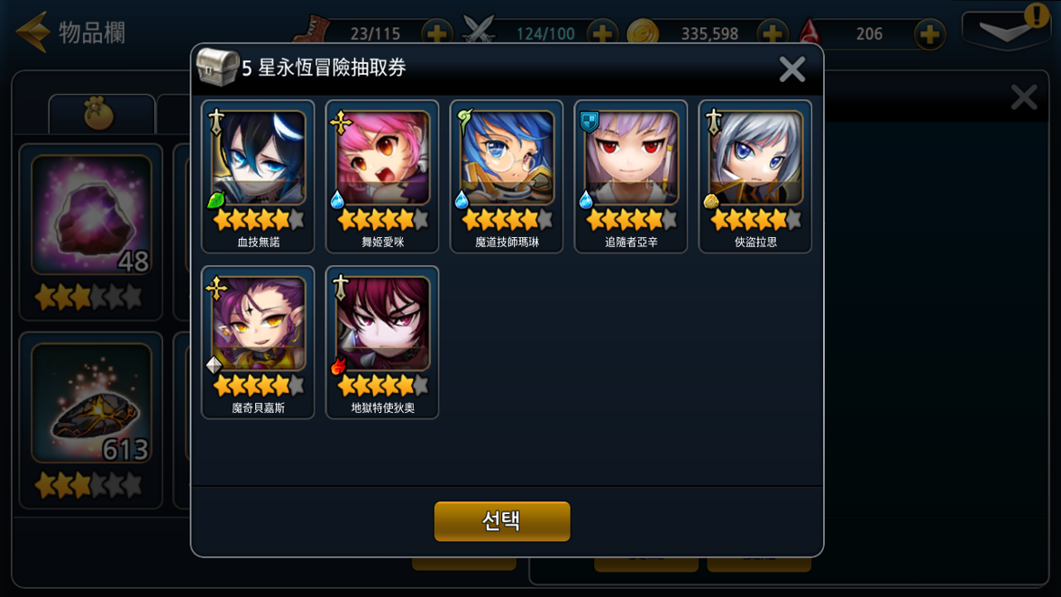 物品欄
23/115
124/100
335,598
206
5 星永恆冒險抽取券
血技無諾
舞姬愛咪
魔道技師瑪琳
追隨者亞辛
俠盜拉思
魔奇貝嘉斯
地獄特使狄奧
48
613
선택